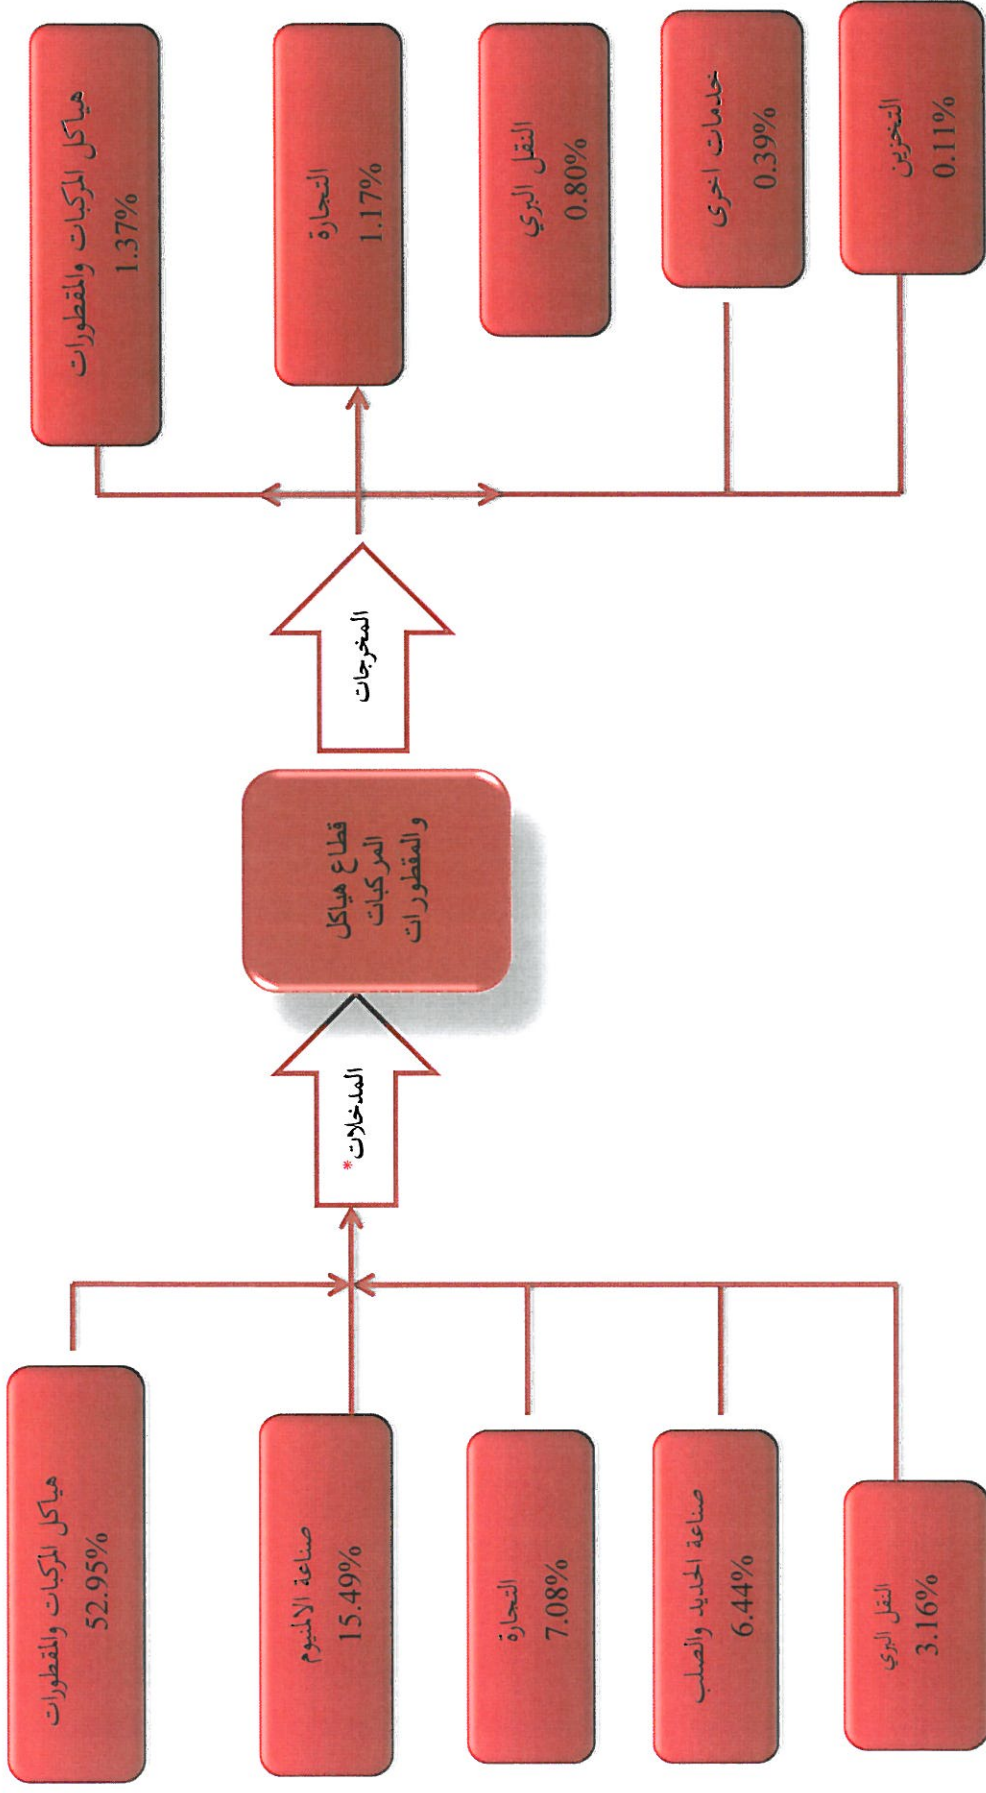 هياكل المركبات والمقطورات
52.95%
صناعة الالمنيوم
15.49%
التجارة
7.08%
صناعة الحديد والصلب
6.44%
النقل البري
3.16%
المدخلات*
قطاع هياكل
المركبات
والمقطورات
المخرجات
هياكل المركبات والمقطورات
1.37%
التجارة
1.17%
النقل البري
0.80%
خدمات اخرى
0.39%
التخزين
0.11%